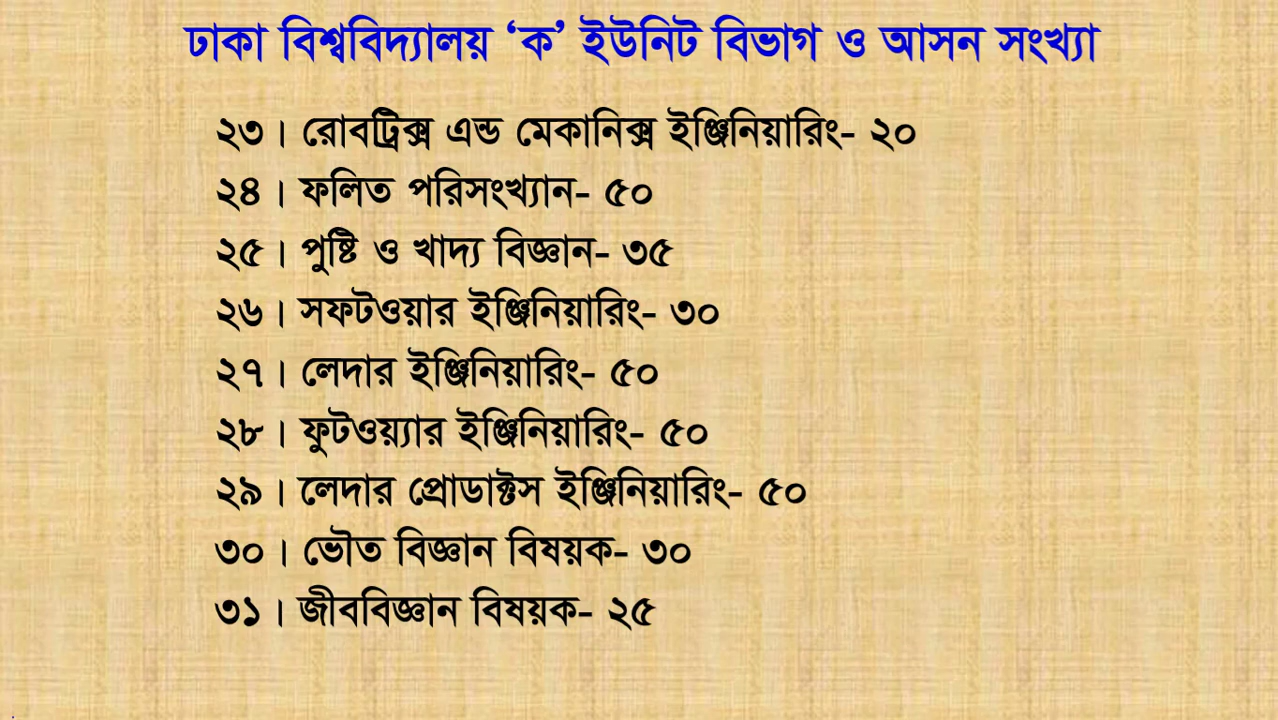 ঢাকা বিশ্ববিদ্যালয় ‘ক’ ইউনিট বিভাগ ও আসন সংখ্যা
২৩। রোবট্রিক্স এন্ড মেকানিক্স ইঞ্জিনিয়ারিং- ২০
২৪। ফলিত পরিসংখ্যান- ৫০
২৫। পুষ্টি ও খাদ্য বিজ্ঞান- ৩৫
২৬। সফটওয়ার ইঞ্জিনিয়ারিং- ৩০
২৭। লেদার ইঞ্জিনিয়ারিং- ৫০
২৮। ফুটওয়্যার ইঞ্জিনিয়ারিং- ৫০
২৯। লেদার প্রোডাক্টস ইঞ্জিনিয়ারিং- ৫০
৩০। ভৌত বিজ্ঞান বিষয়ক- ৩০
৩১। জীববিজ্ঞান বিষয়ক- ২৫